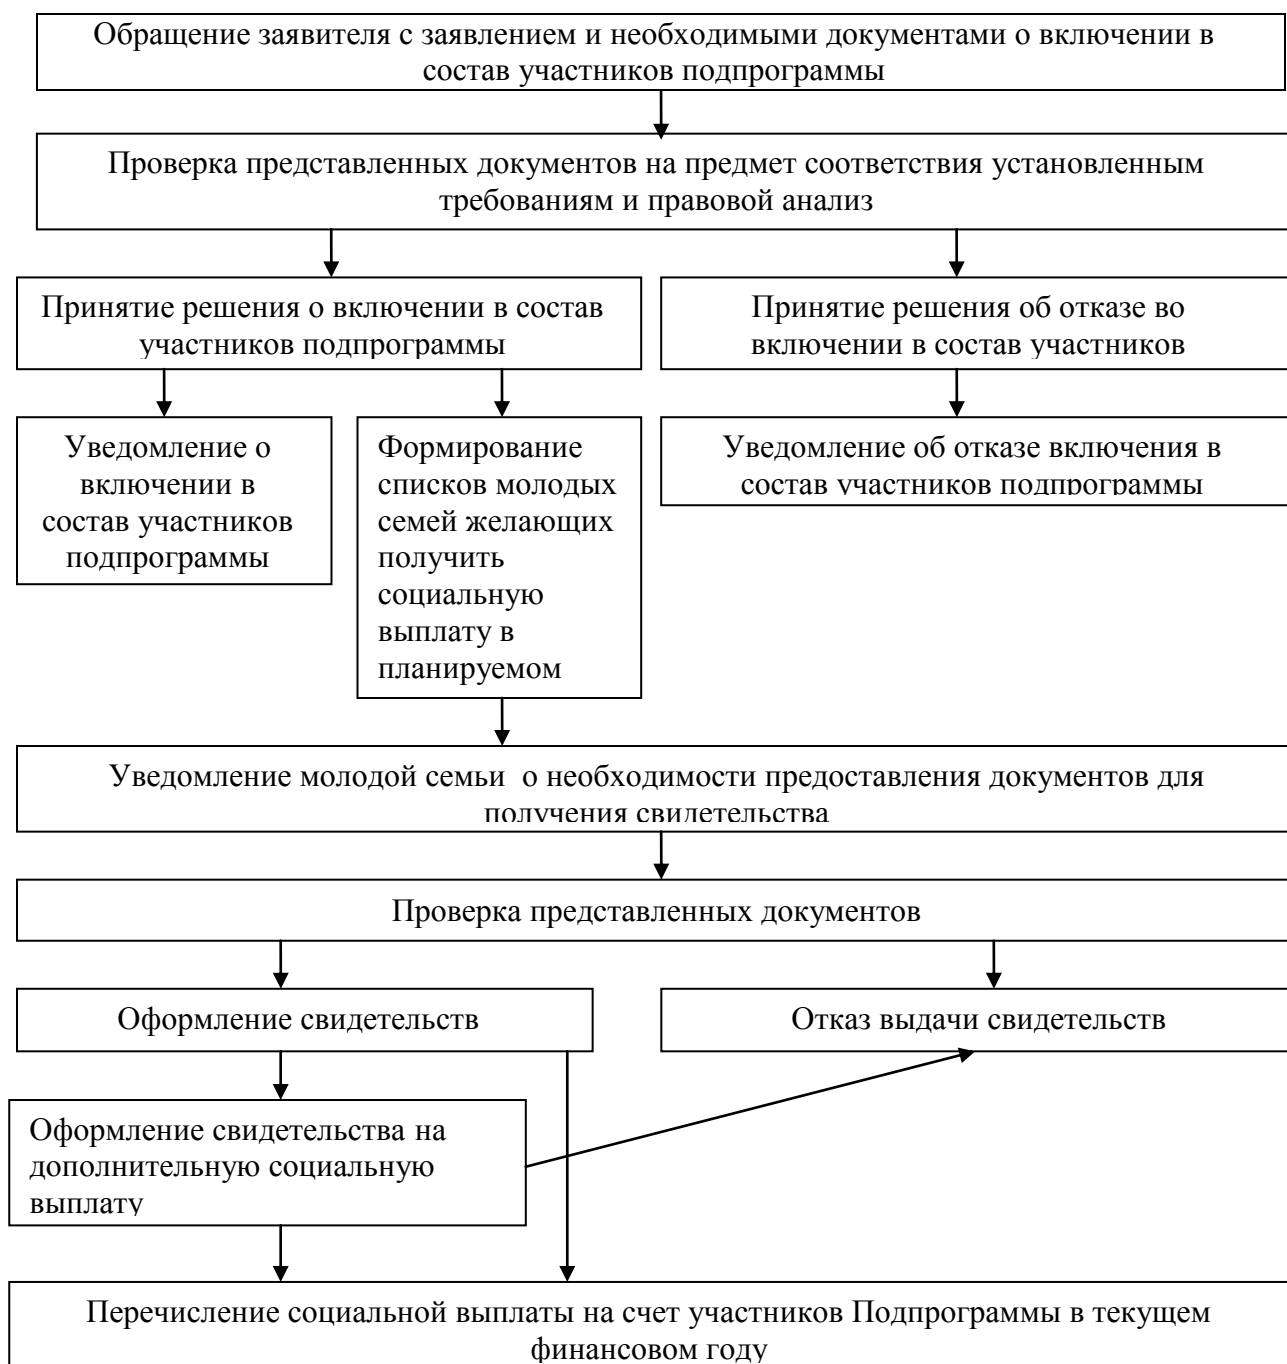 Обращение заявителя с заявлением и необходимыми документами о включении в
состав участников подпрограммы
Проверка представленных документов на предмет соответствия установленным
требованиям и правовой анализ
Принятие решения о включении в состав
участников подпрограммы
Принятие решения об отказе во
включении в состав участников
Уведомление о
включении в
состав участников
подпрограммы
Формирование
списков молодых
семей желающих
получить
социальную
выплату в
планируемом
Уведомление об отказе включения в
состав участников подпрограммы
Уведомление молодой семьи  о необходимости предоставления документов для
получения свидетельства
Проверка представленных документов
Оформление свидетельств
Отказ выдачи свидетельств
Оформление свидетельства на
дополнительную социальную
выплату
Перечисление социальной выплаты на счет участников Подпрограммы в текущем
финансовом году